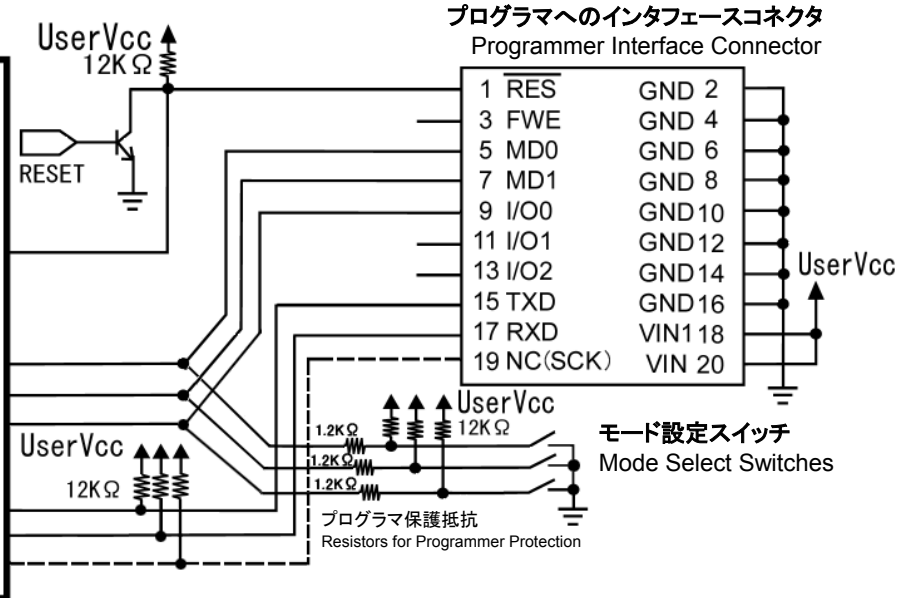 プログラマへのインタフェースコネクタ
Programmer Interface Connector
UserVcc
12KΩ
RESET
1 RES GND 2
3 FWE GND 4
5 MD0 GND 6
7 MD1 GND 8
9 I/O0 GND10
11 I/O1 GND12
13 I/O2 GND14
15 TXD GND16
17 RXD VIN118
19 NC(SCK) VIN 20
UserVcc
UserVcc
12KΩ
1.2KΩ
1.2KΩ
1.2KΩ
モード設定スイッチ
Mode Select Switches
UserVcc
12KΩ
プログラマ保護抵抗
Resistors for Programmer Protection